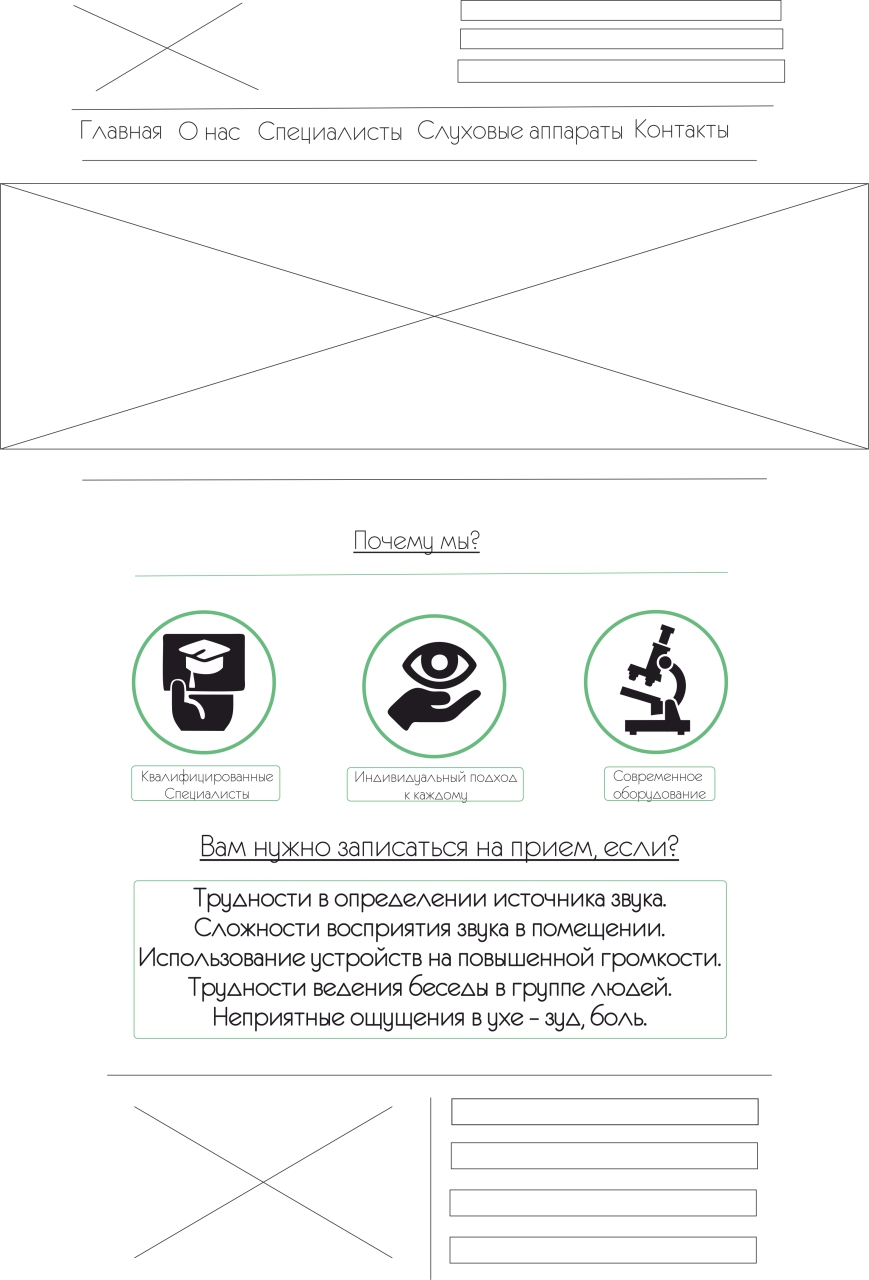 Главная О нас Специалисты Слуховые аппараты Контакты
Почему мы?
Квалифицированные
Специалисты
Индивидуальный подход
к каждому
Современное
оборудование
Вам нужно записаться на прием, если?
Трудности в определении источника звука.
Сложности восприятия звука в помещении.
Использование устройств на повышенной громкости.
Трудности ведения беседы в группе людей.
Неприятные ощущения в ухе - зуд, боль.